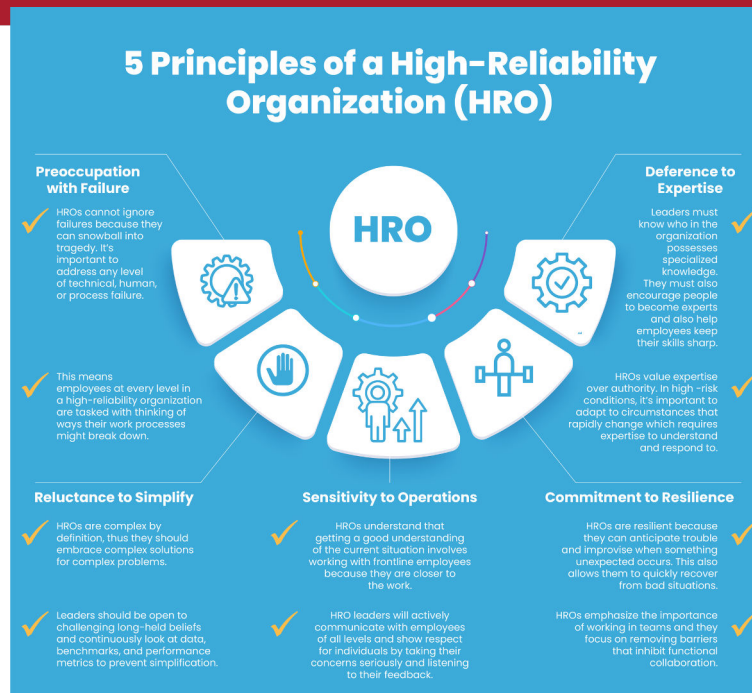 5 Principles of a High-Reliability
Organization (HRO)
HRO
Preoccupation
with Failure
HROs cannot ignore
failures because they
can snowball into
tragedy. It's
important to
address any level
of technical, human,
or process failure.
This means
employees at every level in
a high-reliability organization
are tasked with thinking of
ways their work processes
might break down.
Deference to
Expertise
Leaders must
know who in the
organization
possesses
specialized
knowledge.
They must also
encourage people
to become experts
and also help
employees keep
their skills sharp.
HROs value expertise
over authority. In high -risk
conditions, it's important to
adapt to circumstances that
rapidly change which requires
expertise to understand
and respond to.
Reluctance to Simplify
HROs are complex by
definition, thus they should
embrace complex solutions
for complex problems.
Leaders should be open to
challenging long-held beliefs
and continuously look at data,
benchmarks, and performance
metrics to prevent simplification.
Sensitivity to Operations
HROs understand that
getting a good understanding
of the current situation involves
working with frontline employees
because they are closer to
the work.
HRO leaders will actively
communicate with employees
of all levels and show respect
for individuals by taking their
concerns seriously and listening
to their feedback.
Commitment to Resilience
HROs are resilient because
they can anticipate trouble
and improvise when something
unexpected occurs. This also
allows them to quickly recover
from bad situations.
HROs emphasize the importance
of working in teams and they
focus on removing barriers
that inhibit functional
collaboration.